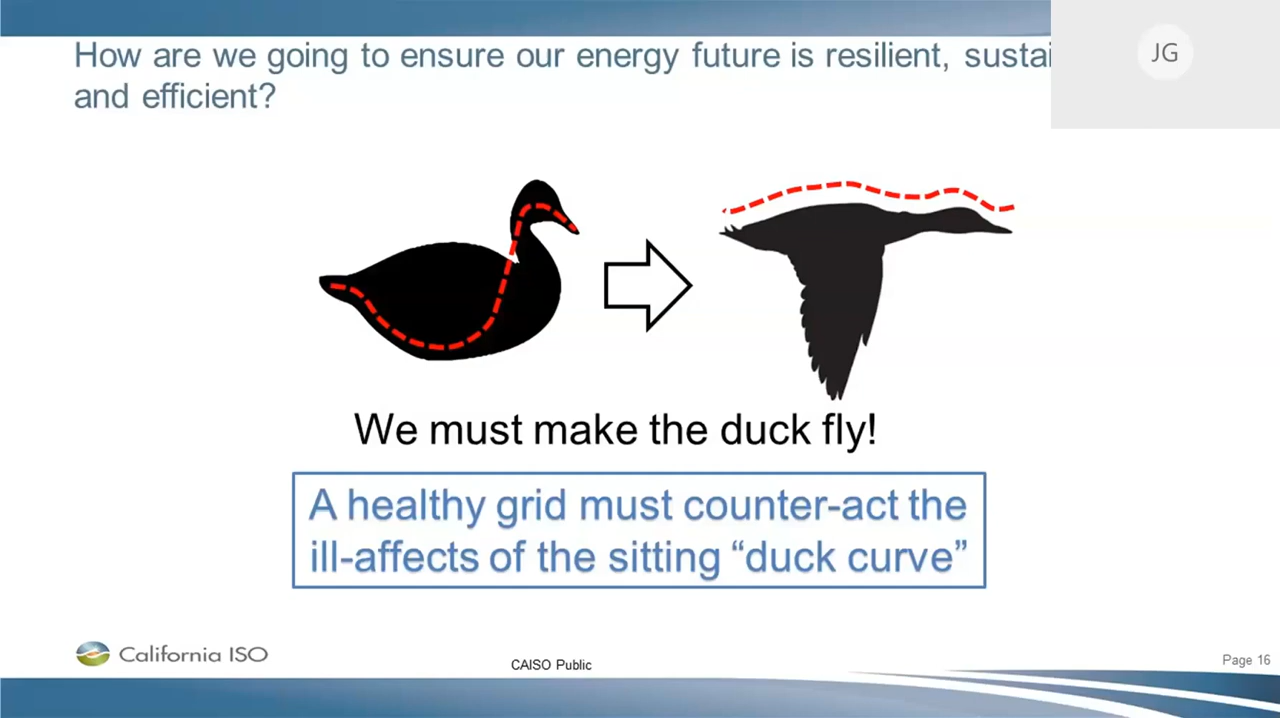 How are we going to ensure our energy future is resilient,
and efficient?
JG
We must make the duck fly!
A healthy grid must counter-act the
ill-affects of the sitting “duck curve”
California ISO
CAISO Public
Page 16